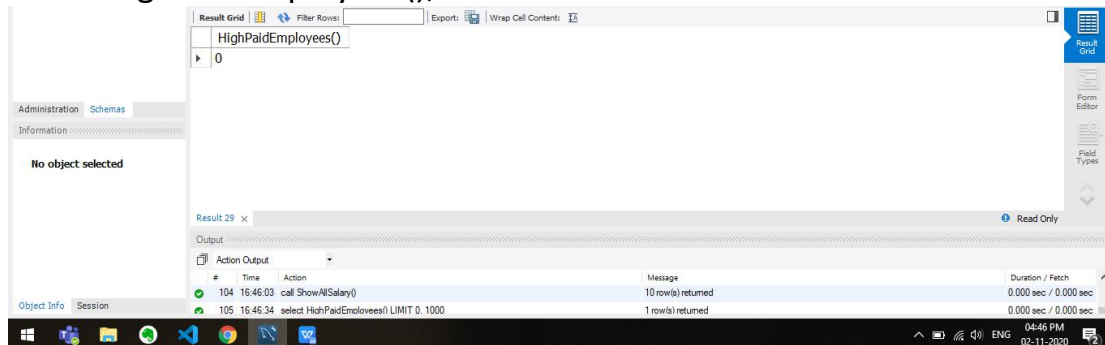 Result Grid Filter Rows: Export: Wrap Cell Content:
HighPaidEmployees()
0
Result
Grid
Form
Editor
Field
Types
Administration Schemas
Information
No object selected
Result 29 Read Only
Output
Action Output
# Time Action Message Duration / Fetch
104 16:46:03 call ShowAllSalary() 10 row(s) returned 0.000 sec / 0.000 sec
105 16:46:34 select HighPaidEmployees() LIMIT 0, 1000 1 row(s) returned 0.000 sec / 0.000 sec
Object Info Session
ENG 04:46 PM
02-11-2020
2